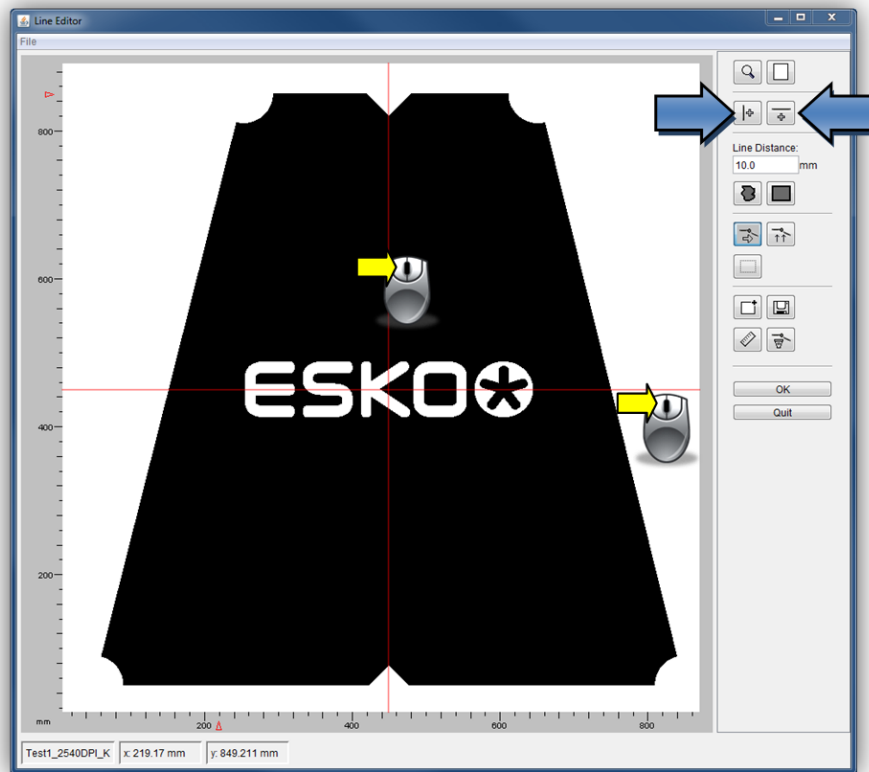 Line Editor
File
Line Distance:
10.0 mm
800
600
400
200
ESKO
OK
Quit
mm
200 400 600 800
Test1_2540DPI_K x: 219.17 mm y: 849.211 mm